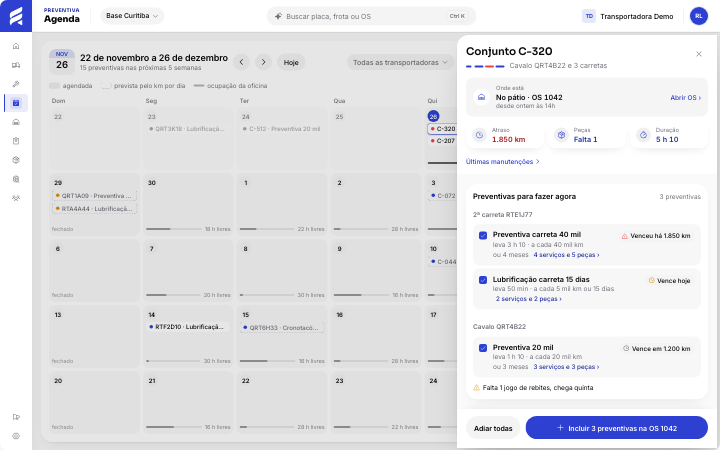 PREVENTIVA
Agenda
Base Curitiba
Buscar placa, frota ou OS
Ctrl K
TD
Transportadora Demo
RL
NOV
26
22 de novembro a 26 de dezembro
15 preventivas nas próximas 5 semanas
Hoje
Todas as transportadoras
agendada
prevista pelo km por dia
ocupação da oficina
Dom
Seg
Ter
Qua
Qui
22
23
24
25
26
QRT3K18 · Lubrificaçã...
C-512 · Preventiva 20 mil
C-320
C-207
29
30
1
2
3
QRT1A09 · Preventiva ...
RTA4A44 · Lubrificaçã...
C-072
fechado
18 h livres
22 h livres
28 h livres
6
7
8
9
10
C-044
fechado
20 h livres
30 h livres
28 h livres
13
14
15
16
17
RTF2D10 · Lubrificaçã...
QRT6H33 · Cronotacó...
fechado
30 h livres
16 h livres
28 h livres
20
21
22
23
24
fechado
16 h livres
28 h livres
22 h livres
Conjunto C-320
Cavalo QRT4B22 e 3 carretas
Onde está
No pátio · OS 1042
desde ontem às 14h
Abrir OS ›
Atraso
1.850 km
Peças
Falta 1
Duração
5 h 10
Últimas manutenções ›
Preventivas para fazer agora
3 preventivas
2ª carreta RTE1J77
Preventiva carreta 40 mil
Venceu há 1.850 km
leva 3 h 10 · a cada 40 mil km
ou 4 meses
4 serviços e 5 peças ›
Lubrificação carreta 15 dias
Vence hoje
leva 50 min · a cada 5 mil km ou 15 dias
2 serviços e 2 peças ›
Cavalo QRT4B22
Preventiva 20 mil
Vence em 1.200 km
leva 1 h 10 · a cada 20 mil km
ou 3 meses
3 serviços e 3 peças ›
Falta 1 jogo de rebites, chega quinta
Adiar todas
Incluir 3 preventivas na OS 1042